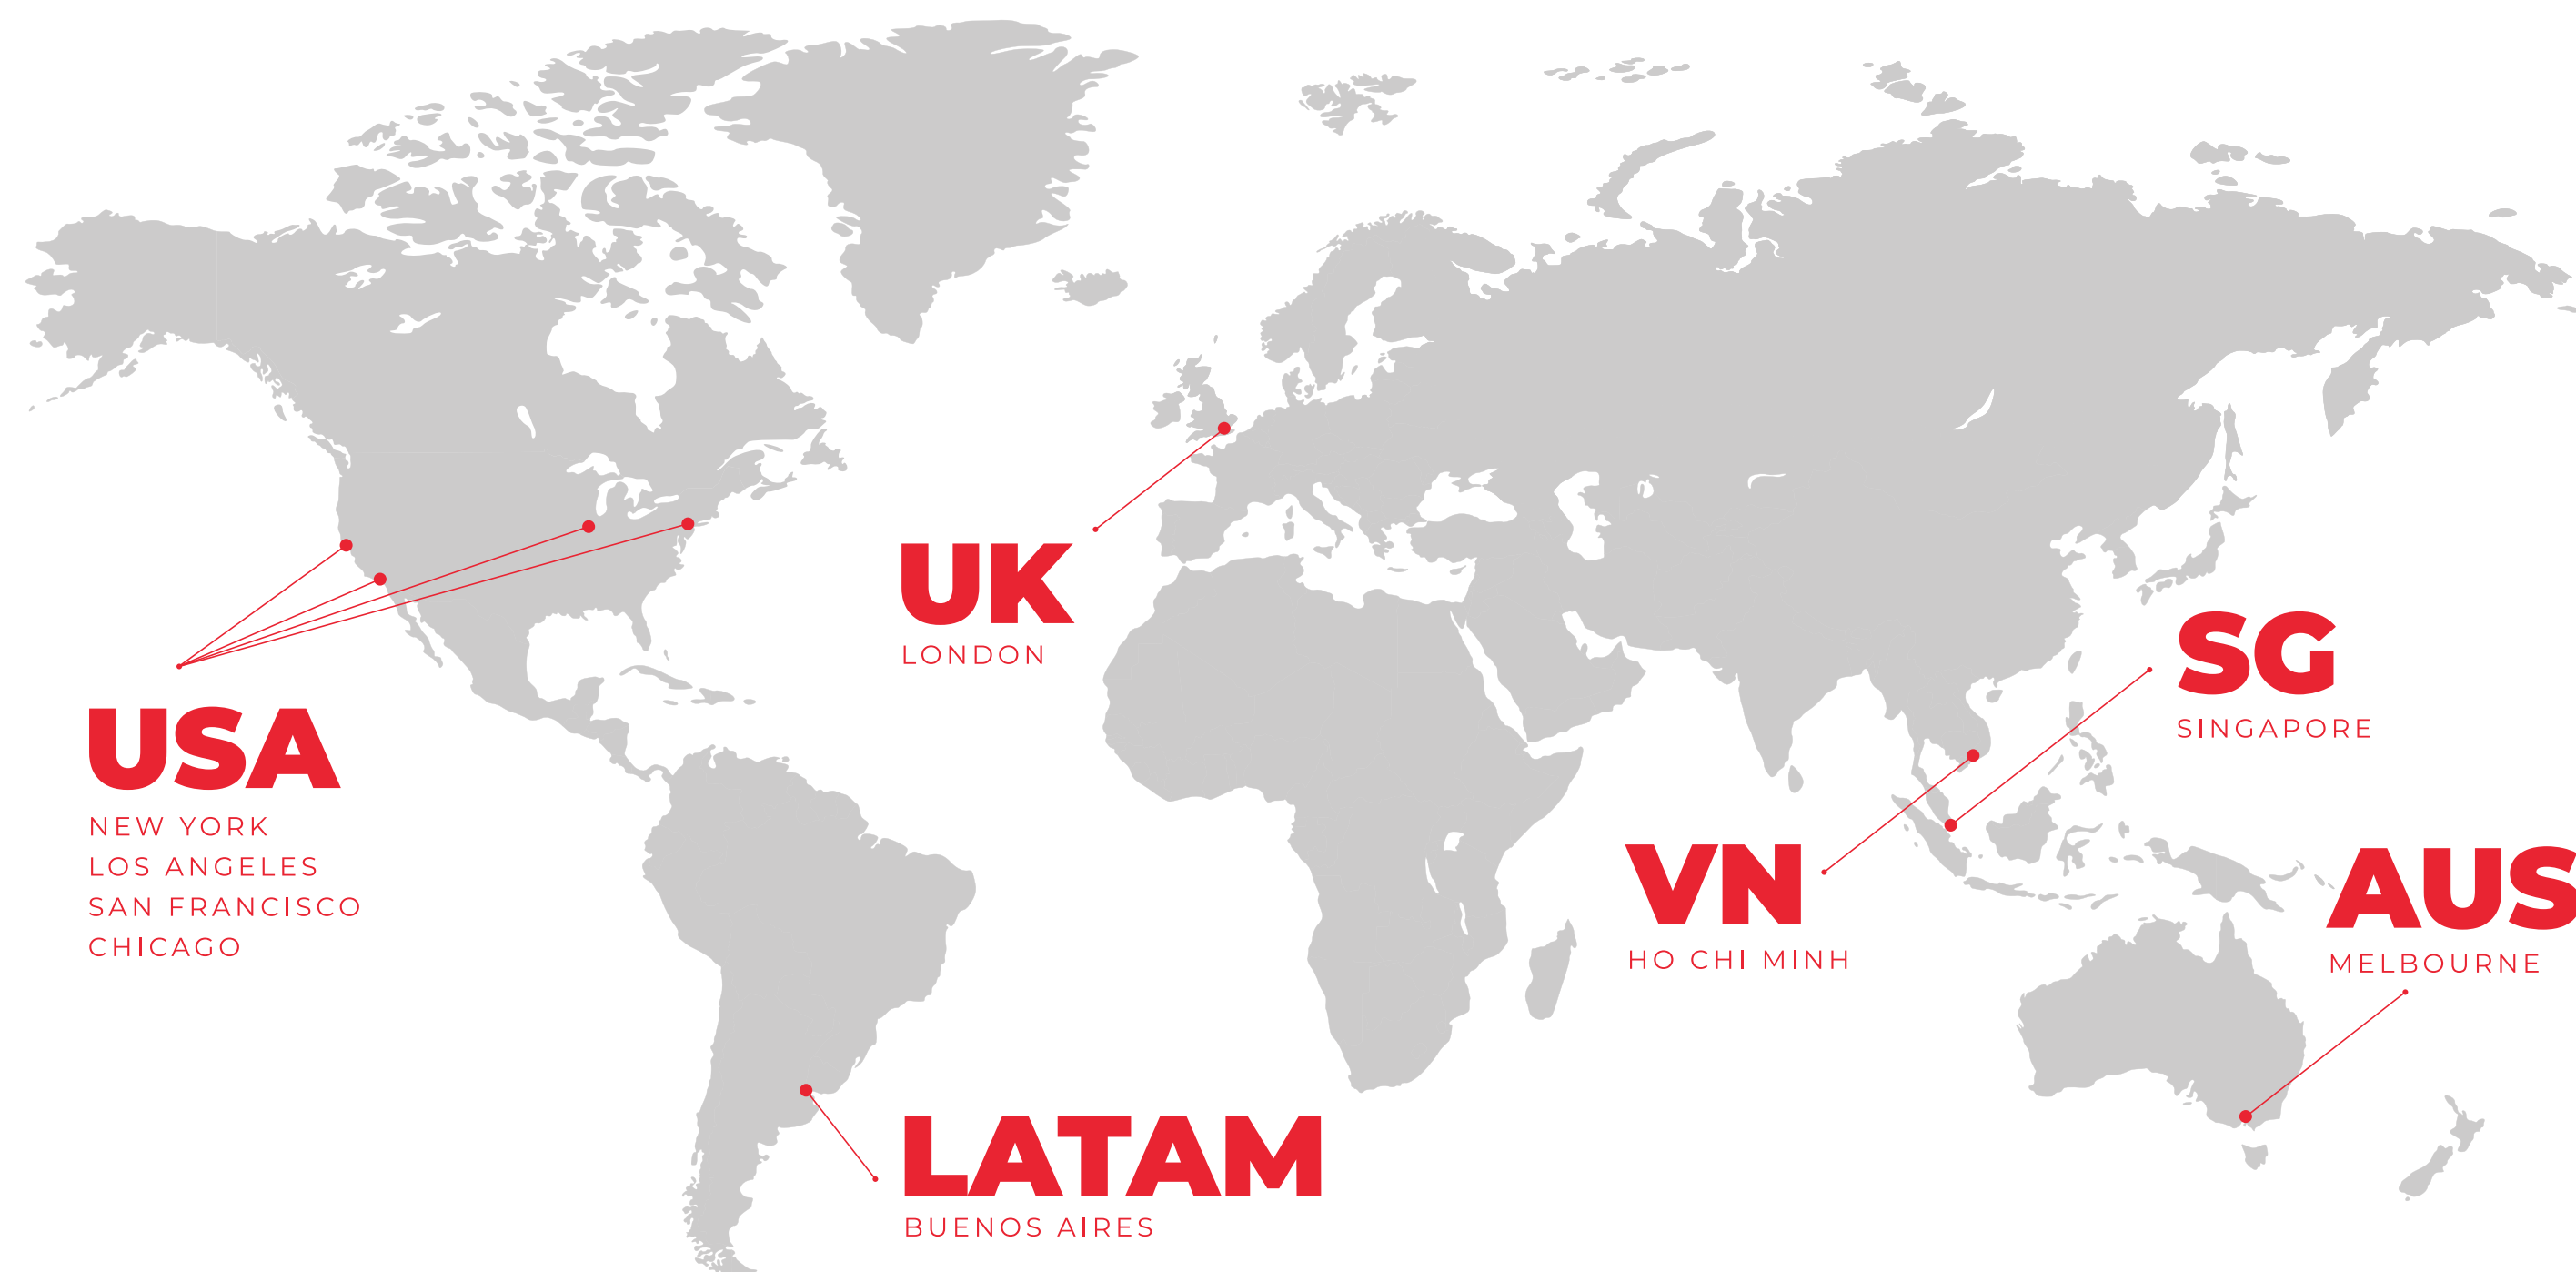 UK
LONDON
SG
SINGAPORE
USA
NEW YORK
LOS ANGELES
SAN FRANCISCO
CHICAGO
VN
HO CHI MINH
AUS
MELBOURNE
LATAM
BUENOS AIRES